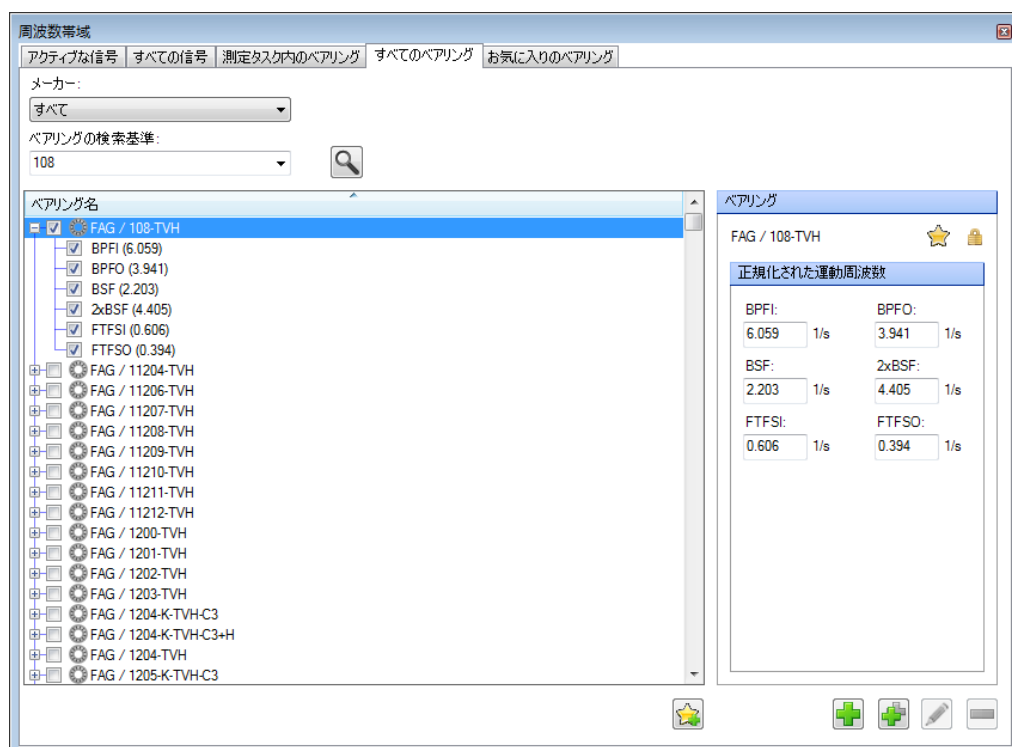 周波数帯域
アクティブな信号 すべての信号 測定タスク内のベアリング すべてのベアリング お気に入りのベアリング
メーカー:
すべて
ベアリングの検索基準:
108
ベアリング名
FAG / 108-TVH
BPFI (6.059)
BPFO (3.941)
BSF (2.203)
2xBSF (4.405)
FTFSI (0.606)
FTFSO (0.394)
FAG / 11204-TVH
FAG / 11206-TVH
FAG / 11207-TVH
FAG / 11208-TVH
FAG / 11209-TVH
FAG / 11210-TVH
FAG / 11211-TVH
FAG / 11212-TVH
FAG / 1200-TVH
FAG / 1201-TVH
FAG / 1202-TVH
FAG / 1203-TVH
FAG / 1204-K-TVH-C3
FAG / 1204-K-TVH-C3+H
FAG / 1204-TVH
FAG / 1205-K-TVH-C3
ベアリング
FAG / 108-TVH
正規化された運動周波数
BPFI: BPFO:
6.059 1/s 3.941 1/s
BSF: 2xBSF:
2.203 1/s 4.405 1/s
FTFSI: FTFSO:
0.606 1/s 0.394 1/s